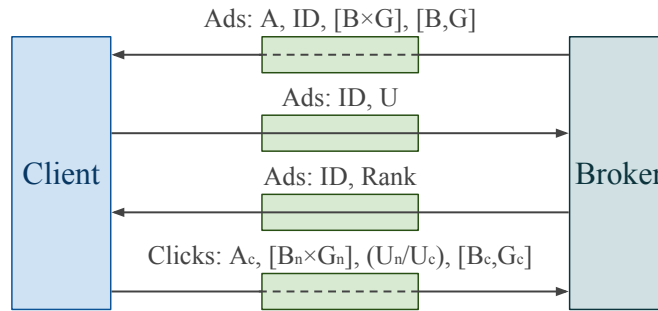 Ads: A, ID, [B×G], [B,G]
Ads: ID, U
Client
Broker
Ads: ID, Rank
Clicks: Ac, [Bn×Gn], (Un/Uc), [Bc,Gc]